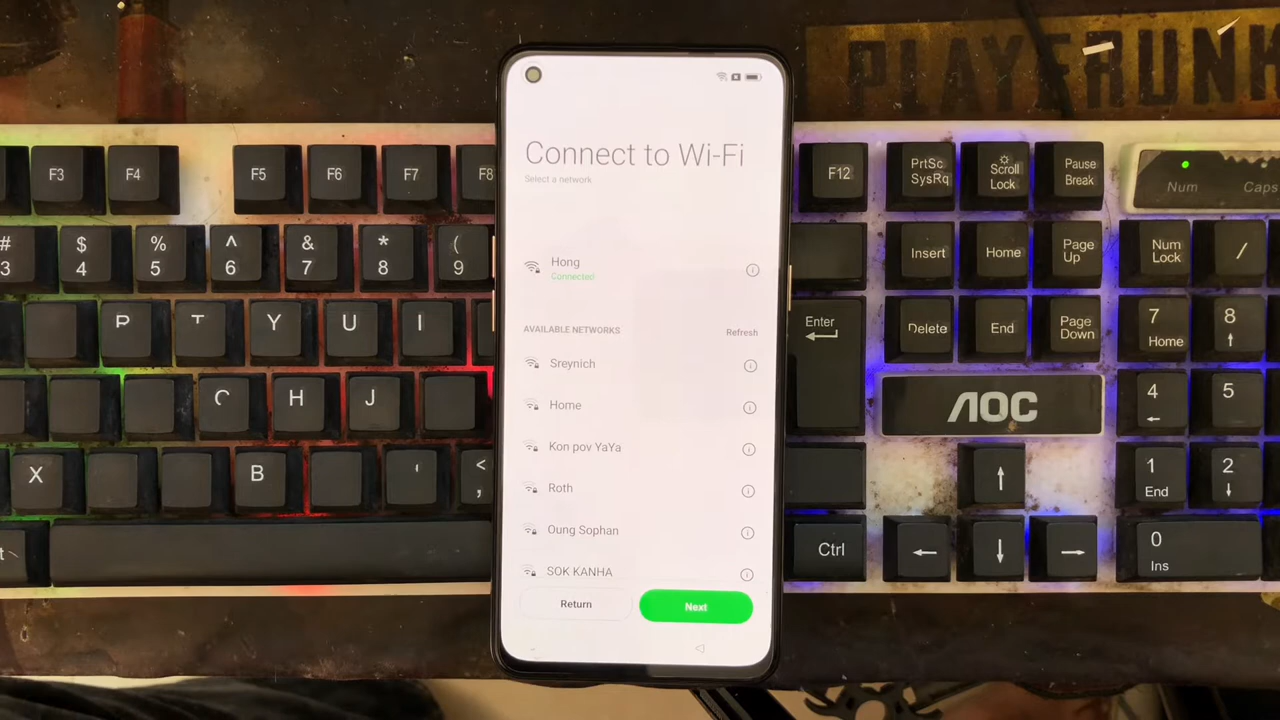 PLAYERUNK
Connect to Wi-Fi
Select a network
Hong
Connected
AVAILABLE NETWORKS
Refresh
Sreynich
Home
Kon pov YaYa
Roth
Oung Sophan
SOK KANHA
Return
Next
F3
F4
F5
F6
F7
F8
F12
PrtSc
SysRq
Scroll
Lock
Pause
Break
Num
Caps
#
3
$
4
%
5
^
6
&
7
*
8
(
9
Insert
Home
Page
Up
Num
Lock
/
Y
U
I
Enter
Delete
End
Page
Down
7
Home
8
↑
H
J
AOC
4
←
5
X
B
<
,
↑
1
End
2
↓
Ctrl
←
↓
→
0
Ins